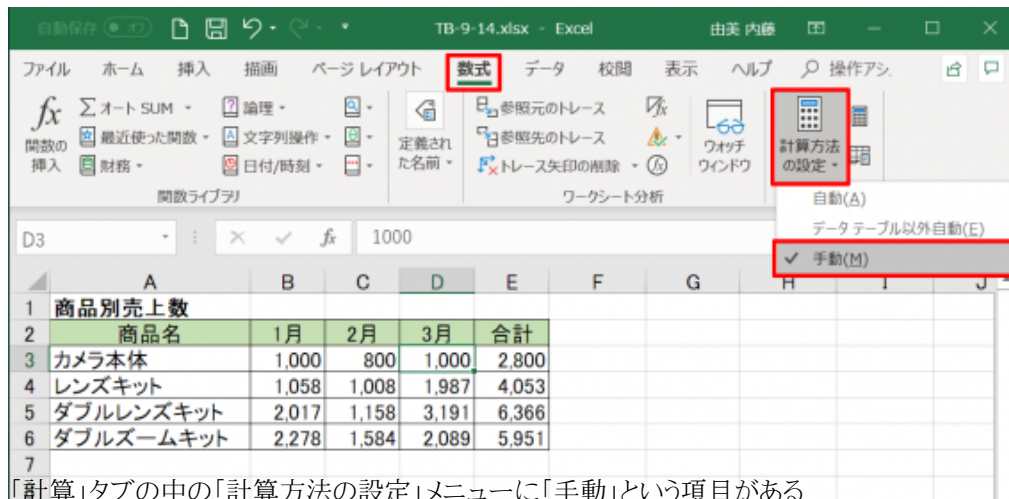 自動保存 オフ TB-9-14.xlsx - Excel 由美 内藤
ファイル ホーム 挿入 描画 ページ レイアウト 数式 データ 校閲 表示 ヘルプ 操作アシ
fx 関数の挿入
Σ オート SUM
最近使った関数
財務
論理
文字列操作
日付/時刻
定義された名前
参照元のトレース
参照先のトレース
トレース矢印の削除
fx
ウォッチ ウィンドウ
計算方法の設定
関数ライブラリ ワークシート分析
自動(A)
データ テーブル以外自動(E)
✓ 手動(M)
D3 fx 1000
A B C D E F G H I J
1 商品別売上数
2 商品名 1月 2月 3月 合計
3 カメラ本体 1,000 800 1,000 2,800
4 レンズキット 1,058 1,008 1,987 4,053
5 ダブルレンズキット 2,017 1,158 3,191 6,366
6 ダブルズームキット 2,278 1,584 2,089 5,951
7
「計算」タブの中の「計算方法の設定」メニューに「手動」という項目がある